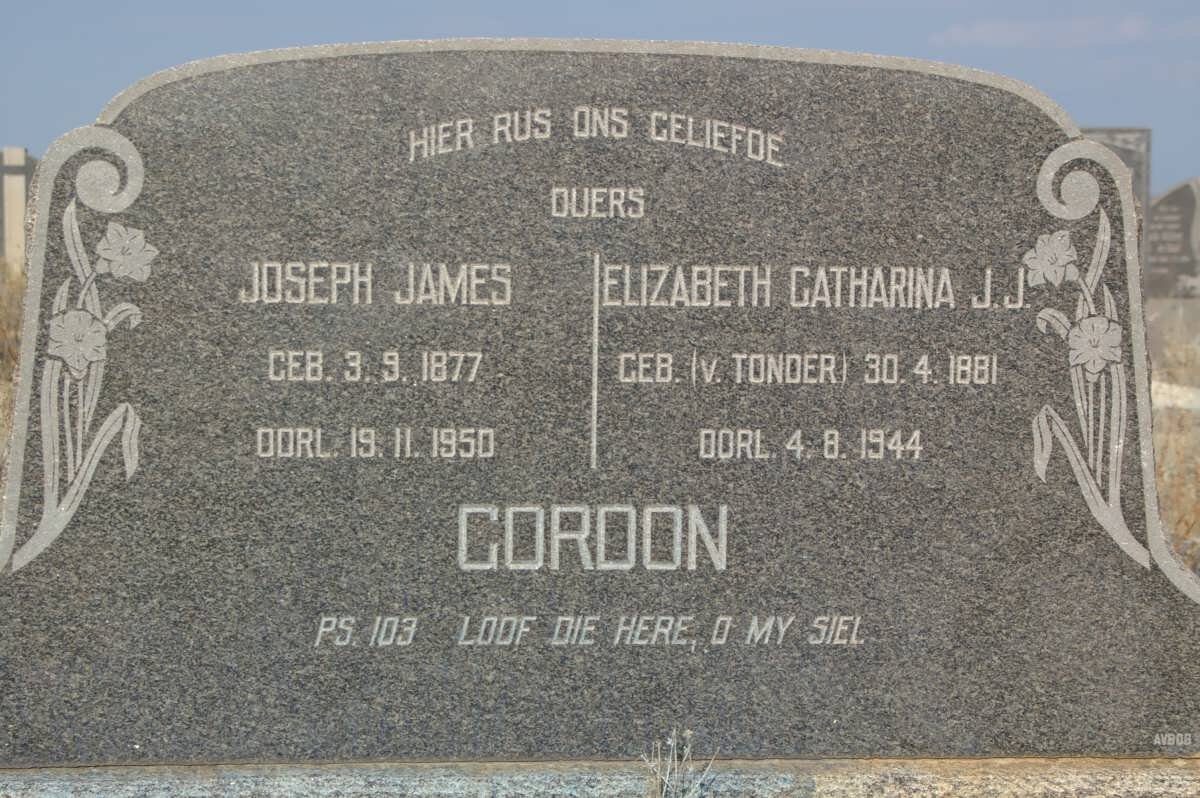 HIER RUS ONS GELIEFDE
OUERS
JOSEPH JAMES
GEB. 3. 9. 1877
OORL. 19. 11. 1950
ELIZABETH CATHARINA J.J.
GEB. (v. TONDER) 30. 4. 1881
OORL. 4. 8. 1944
GORDON
PS. 103 LOOF DIE HERE, O MY SIEL
AVBOB